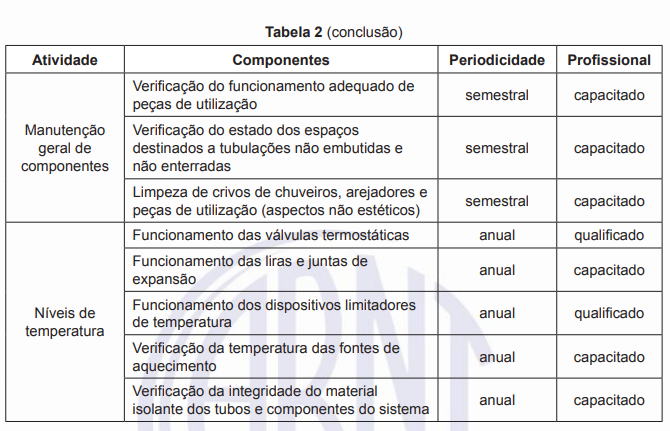 Tabela 2 (conclusão)
Atividade Componentes Periodicidade Profissional
Manutenção
geral de
componentes
Verificação do funcionamento adequado de
peças de utilização
semestral capacitado
Verificação do estado dos espaços
destinados a tubulações não embutidas e
não enterradas
semestral capacitado
Limpeza de crivos de chuveiros, arejadores e
peças de utilização (aspectos não estéticos)
semestral capacitado
Níveis de
temperatura
Funcionamento das válvulas termostáticas anual qualificado
Funcionamento das liras e juntas de
expansão
anual capacitado
Funcionamento dos dispositivos limitadores
de temperatura
anual qualificado
Verificação da temperatura das fontes de
aquecimento
anual capacitado
Verificação da integridade do material
isolante dos tubos e componentes do sistema
anual capacitado